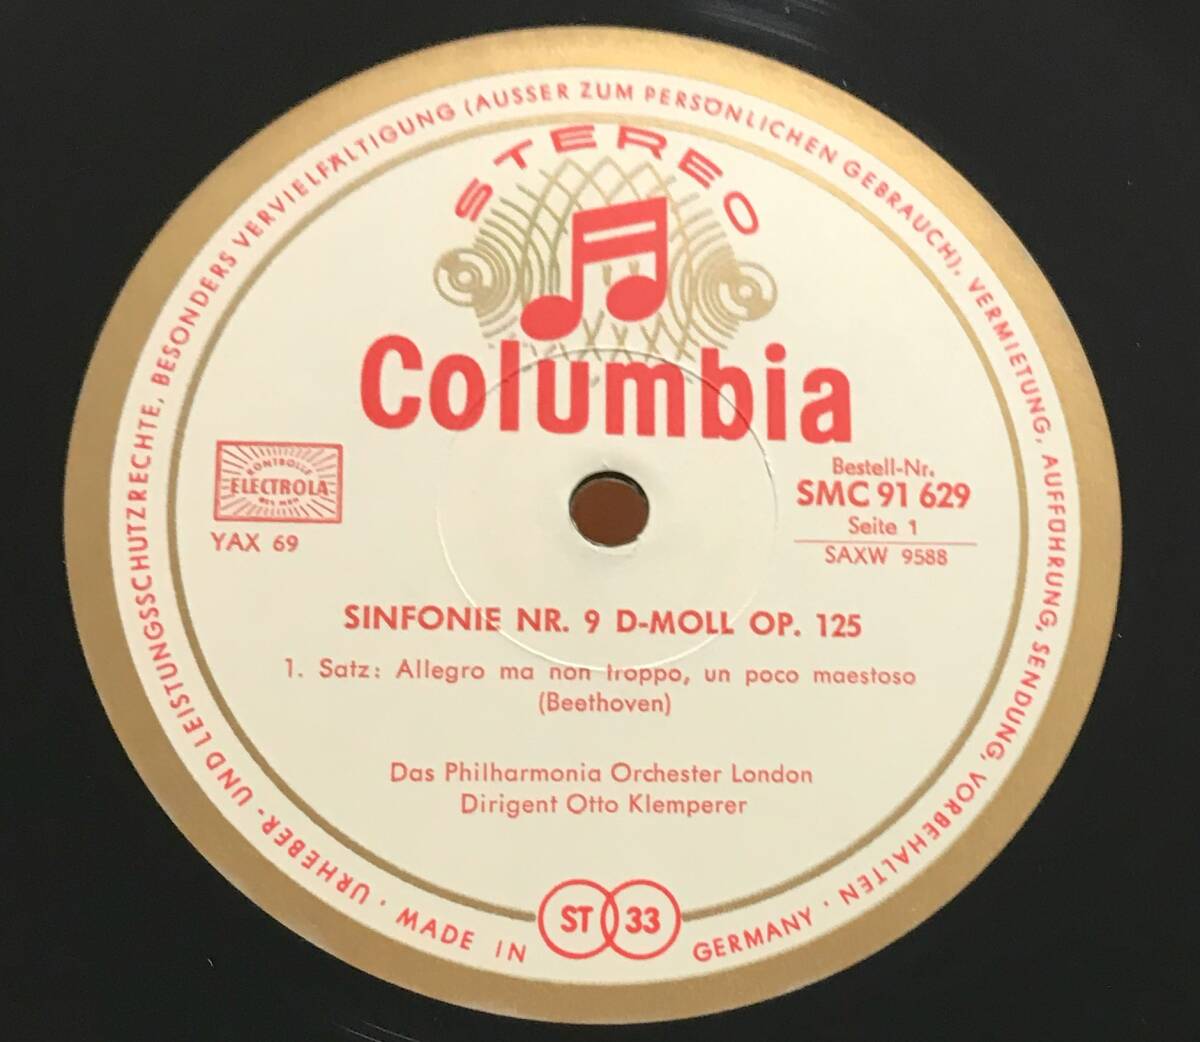 URHEBER- UND LEISTUNGSSCHUTZRECHTE, BESONDERS VERVIELFÄLTIGUNG (AUSSER ZUM PERSÖNLICHEN GEBRAUCH), VERMIETUNG, AUFFÜHRUNG, SENDUNG, VORBEHALTEN ·
STEREO
Columbia
KONTROLLE
ELECTROLA
YAX 69
Bestell-Nr.
SMC 91 629
Seite 1
SAXW 9588
SINFONIE NR. 9 D-MOLL OP. 125
1. Satz: Allegro ma non troppo, un poco maestoso
(Beethoven)
Das Philharmonia Orchester London
Dirigent Otto Klemperer
ST 33
· MADE IN GERMANY